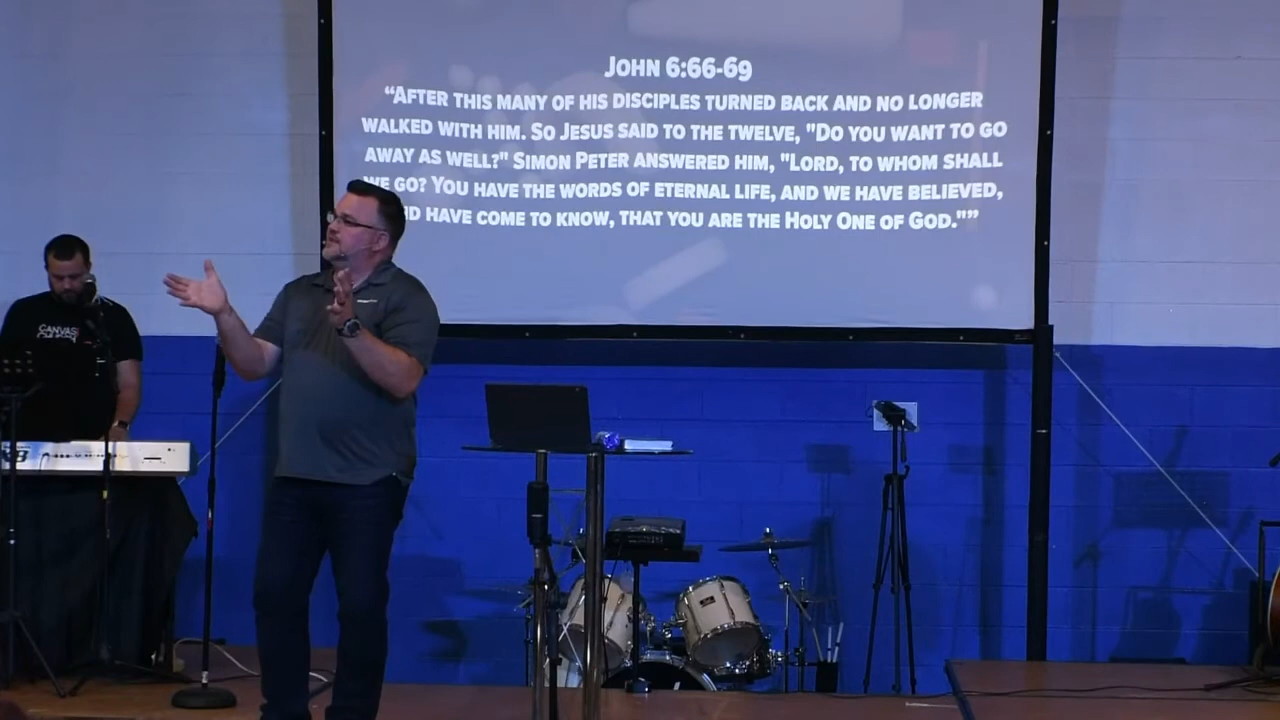 JOHN 6:66-69
“AFTER THIS MANY OF HIS DISCIPLES TURNED BACK AND NO LONGER
WALKED WITH HIM. SO JESUS SAID TO THE TWELVE, "DO YOU WANT TO GO
AWAY AS WELL?" SIMON PETER ANSWERED HIM, "LORD, TO WHOM SHALL
WE GO? YOU HAVE THE WORDS OF ETERNAL LIFE, AND WE HAVE BELIEVED,
HAVE COME TO KNOW, THAT YOU ARE THE HOLY ONE OF GOD."”
CANVAS
CHURCH